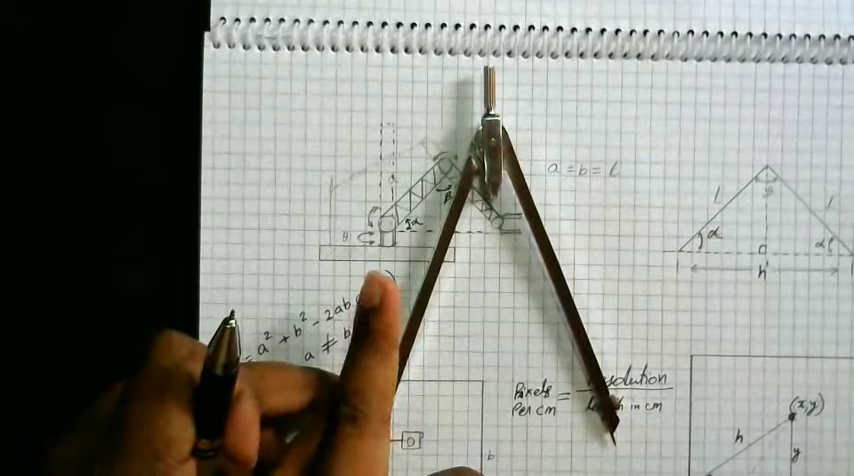 a = b = l
θ
α
β
l
l
α
α
θ
h
= a² + b² - 2ab
a ≠ b
Pixels per cm = Resolution / in cm
(x,y)
h
y
b
a